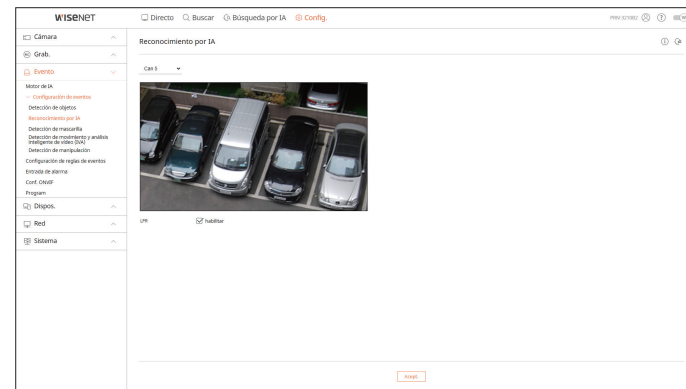 WISENET
Directo Buscar Búsqueda por IA Config.
Cámara
Grab.
Evento
Motor de IA
Configuración de eventos
Detección de objetos
Reconocimiento por IA
Detección de mascarilla
Detección de movimiento y análisis
inteligente de vídeo (IVA)
Detección de manipulación
Configuración de reglas de eventos
Entrada de alarma
Conf. ONVIF
Program
Dispos.
Red
Sistema
Reconocimiento por IA
Can 5
LPR habilitar
Acept.